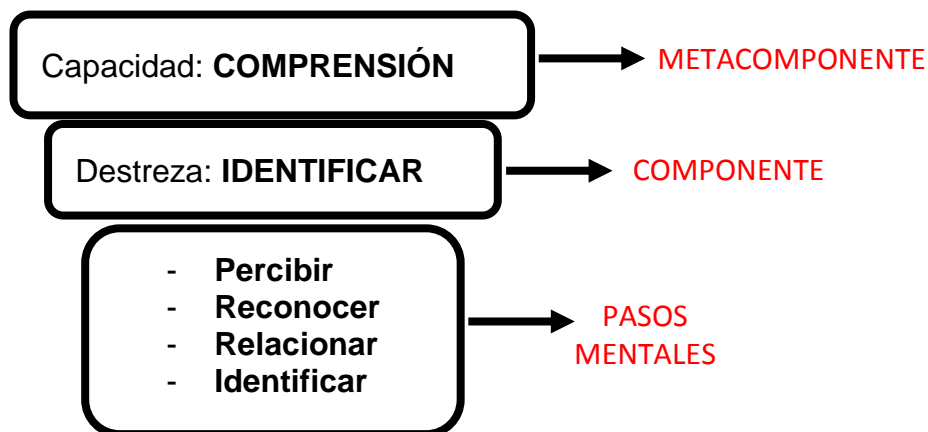 Capacidad: COMPRENSIÓN
METACOMPONENTE
Destreza: IDENTIFICAR
COMPONENTE
- Percibir
- Reconocer
- Relacionar
- Identificar
PASOS
MENTALES